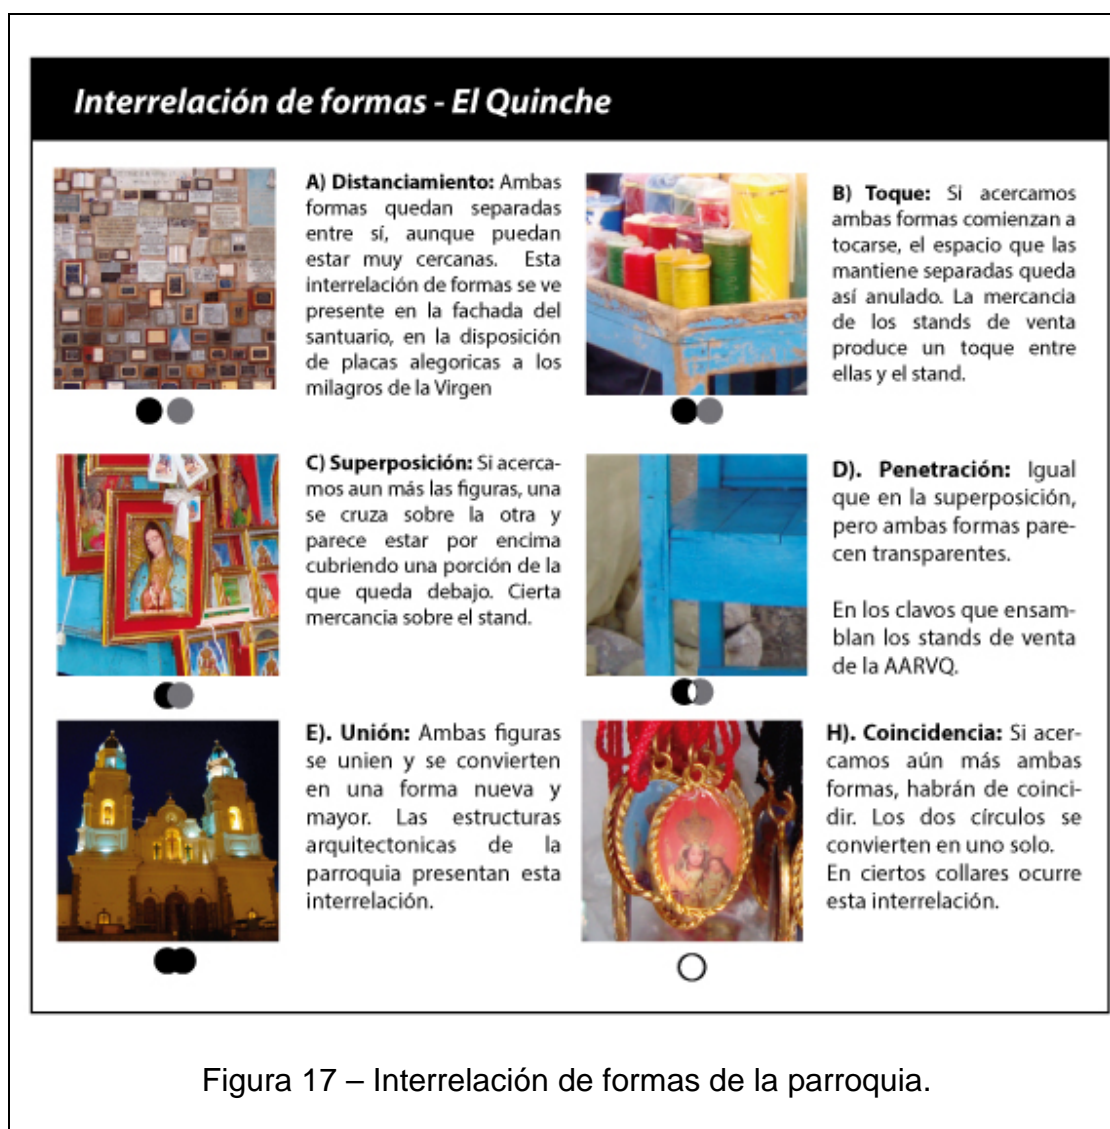 Interrelación de formas - El Quinche
A) Distanciamiento: Ambas
formas quedan separadas
entre sí, aunque puedan
estar muy cercanas. Esta
interrelación de formas se ve
presente en la fachada del
santuario, en la disposición
de placas alegoricas a los
milagros de la Virgen
B) Toque: Si acercamos
ambas formas comienzan a
tocarse, el espacio que las
mantiene separadas queda
así anulado. La mercancia
de los stands de venta
produce un toque entre
ellas y el stand.
C) Superposición: Si acerca-
mos aun más las figuras, una
se cruza sobre la otra y
parece estar por encima
cubriendo una porción de la
que queda debajo. Cierta
mercancia sobre el stand.
D). Penetración: Igual
que en la superposición,
pero ambas formas pare-
cen transparentes.
En los clavos que ensam-
blan los stands de venta
de la AARVQ.
E). Unión: Ambas figuras
se unien y se convierten
en una forma nueva y
mayor. Las estructuras
arquitectonicas de la
parroquia presentan esta
interrelación.
H). Coincidencia: Si acer-
camos aún más ambas
formas, habrán de coinci-
dir. Los dos círculos se
convierten en uno solo.
En ciertos collares ocurre
esta interrelación.
Figura 17 – Interrelación de formas de la parroquia.